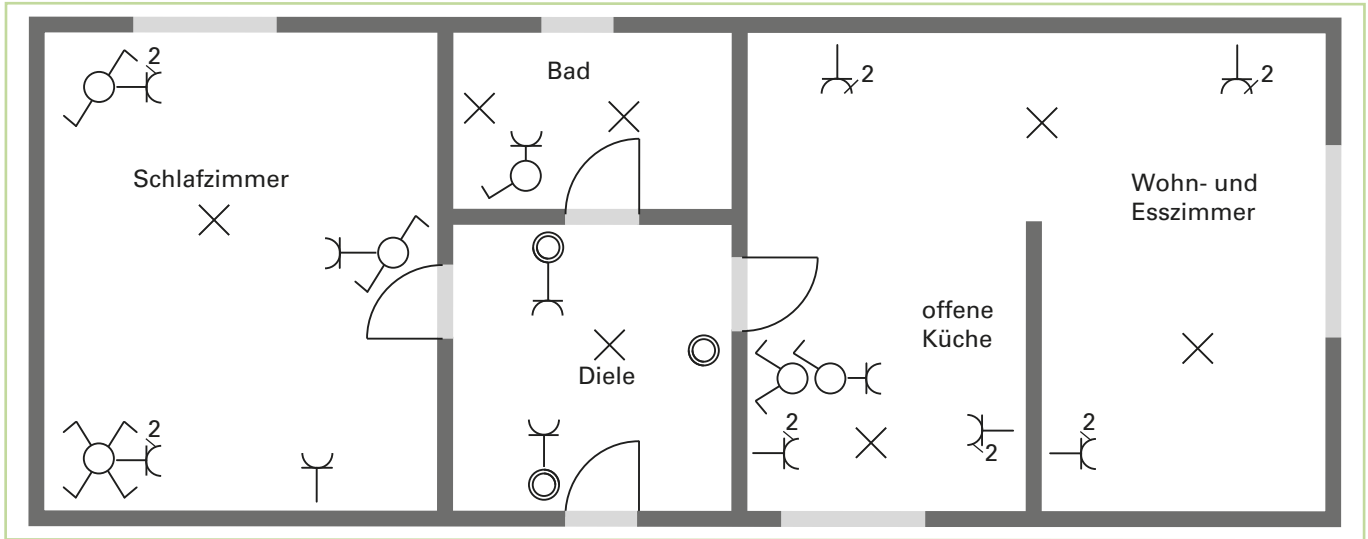 2
Bad
2
2
Schlafzimmer
Wohn- und
Esszimmer
offene
Küche
Diele
2
2
2
2